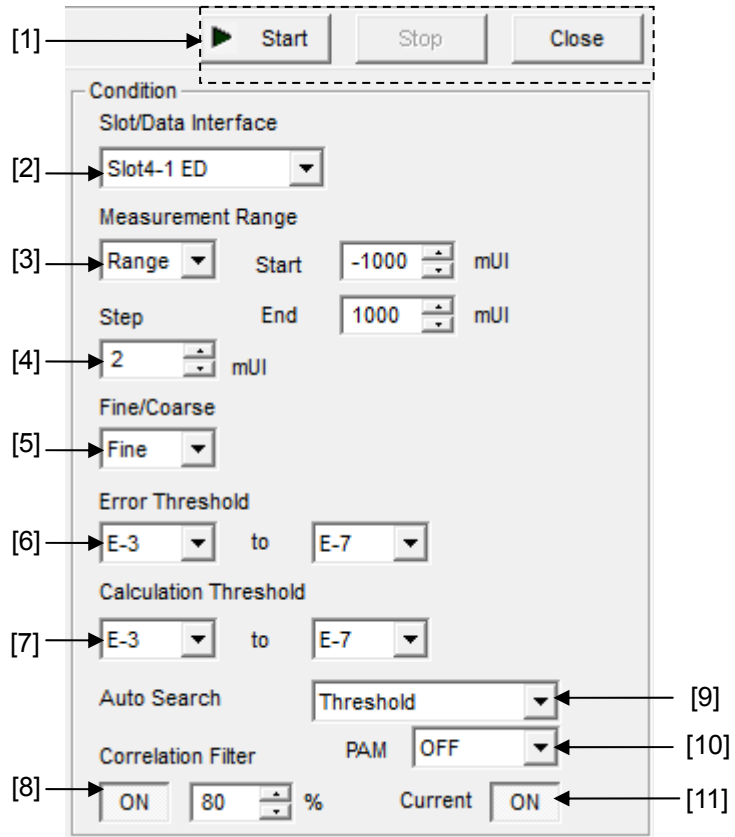 [1] Start Stop Close
Condition
Slot/Data Interface
[2] Slot4-1 ED
Measurement Range
[3] Range Start -1000 mUI
Step End 1000 mUI
[4] 2 mUI
Fine/Coarse
[5] Fine
Error Threshold
[6] E-3 to E-7
Calculation Threshold
[7] E-3 to E-7
Auto Search Threshold [9]
Correlation Filter PAM OFF [10]
[8] ON 80 % Current ON [11]